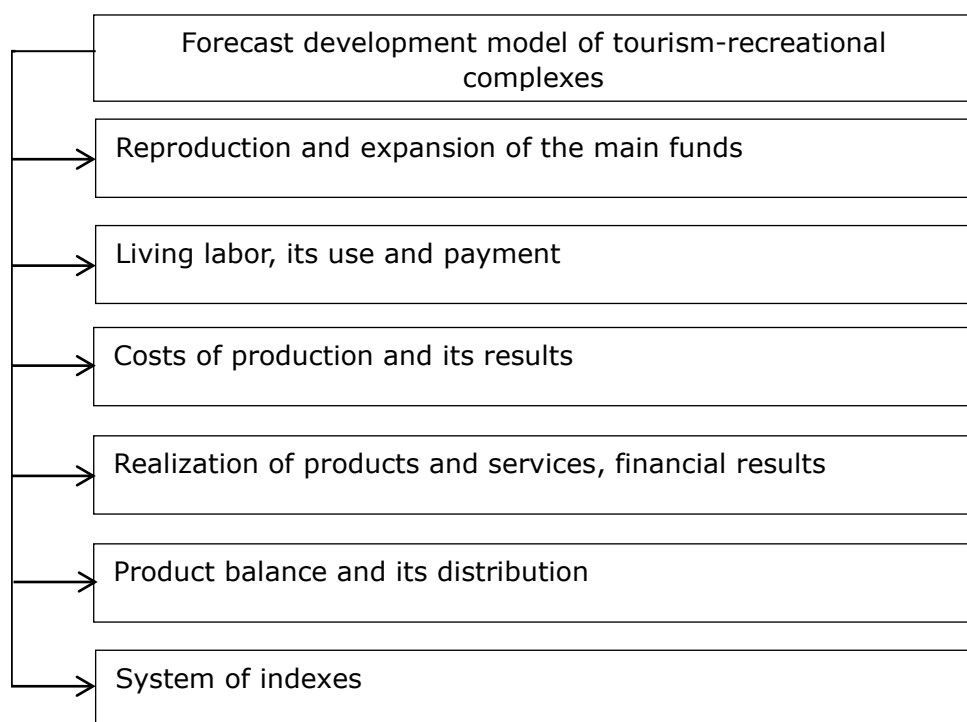 Forecast development model of tourism-recreational
complexes
Reproduction and expansion of the main funds
Living labor, its use and payment
Costs of production and its results
Realization of products and services, financial results
Product balance and its distribution
System of indexes